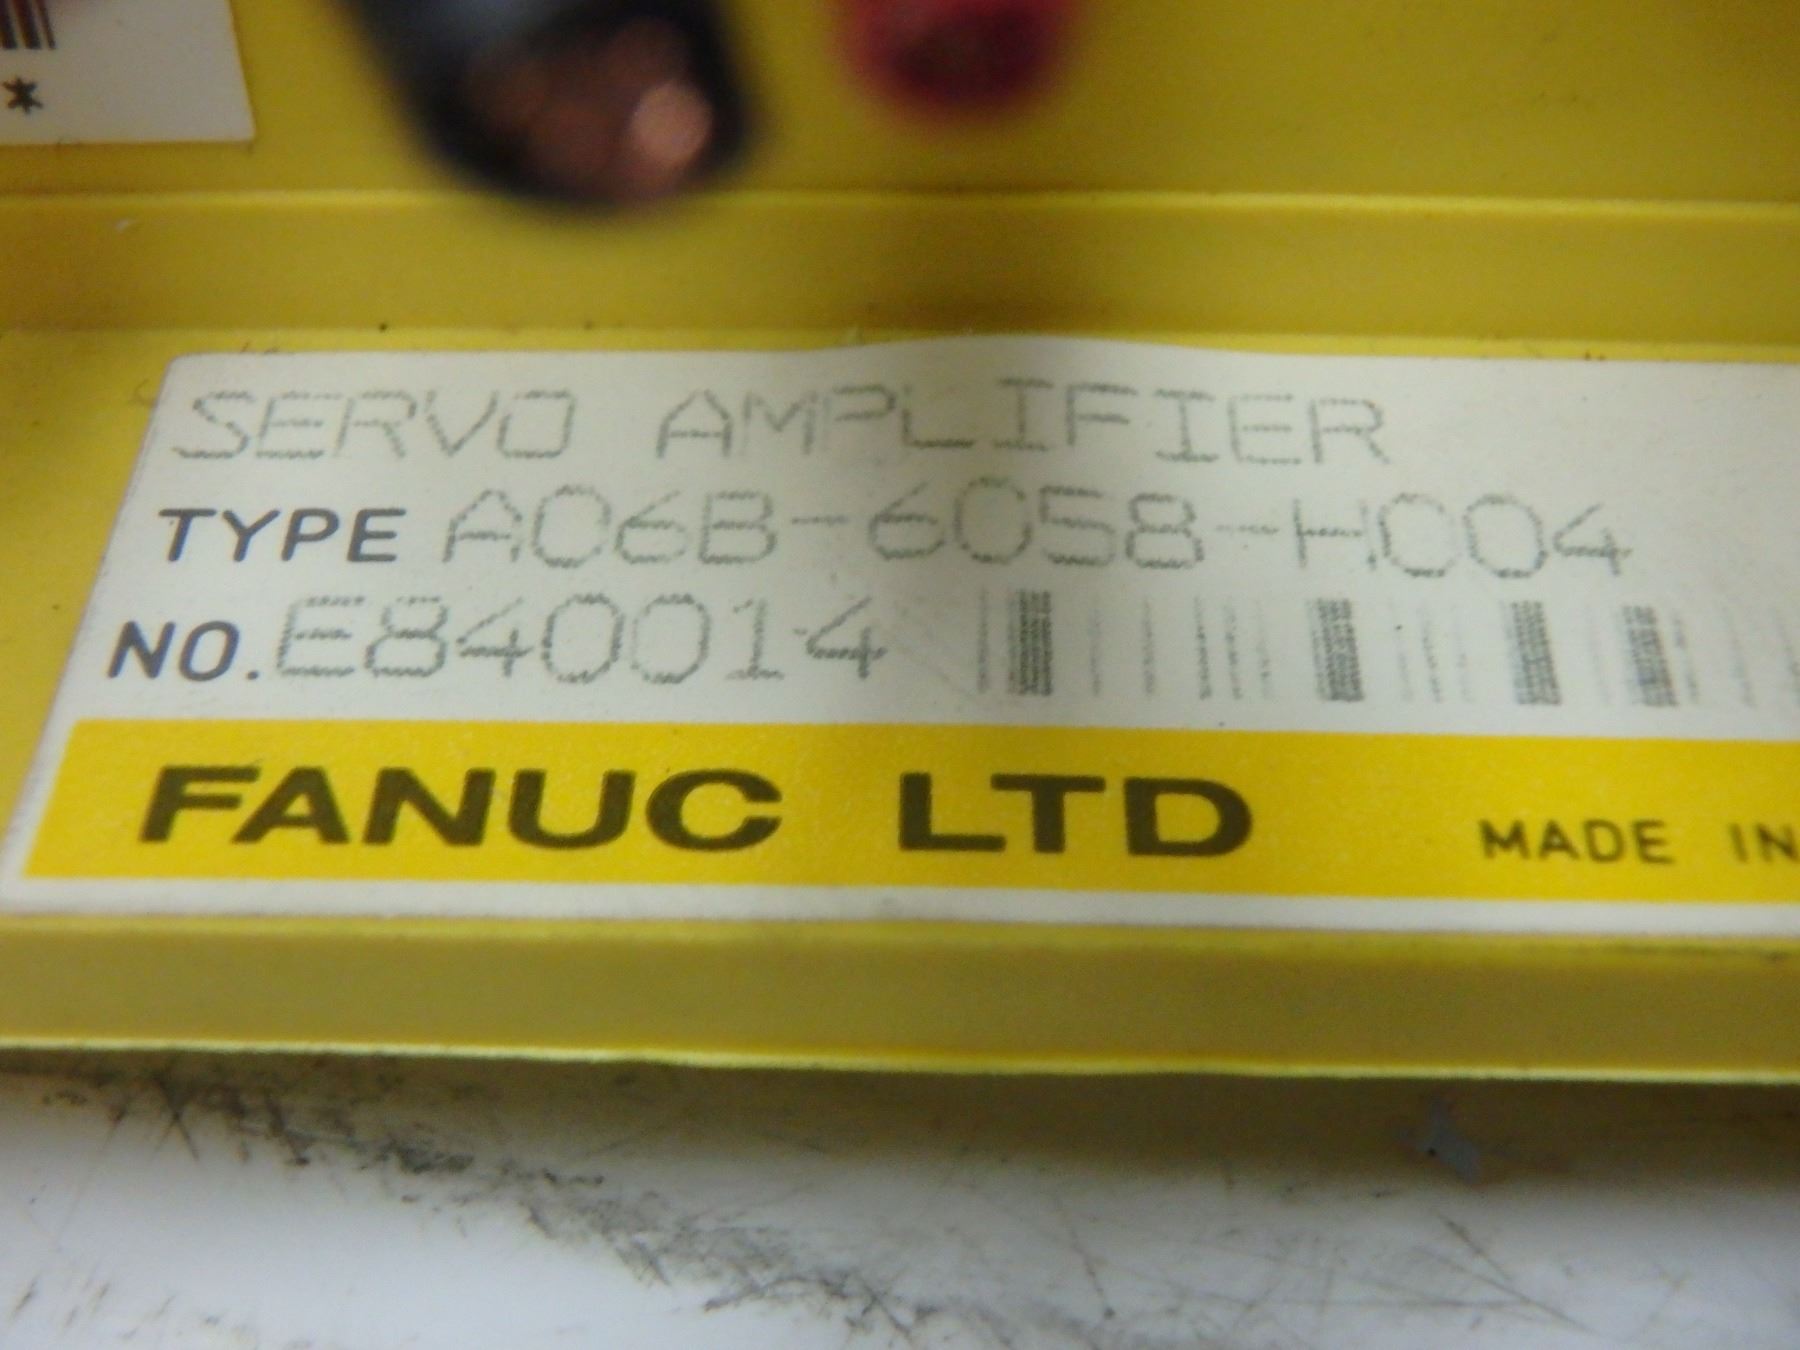 *
SERVO AMPLIFIER
TYPE A06B-6058-H004
NO. E840014
FANUC LTD MADE IN